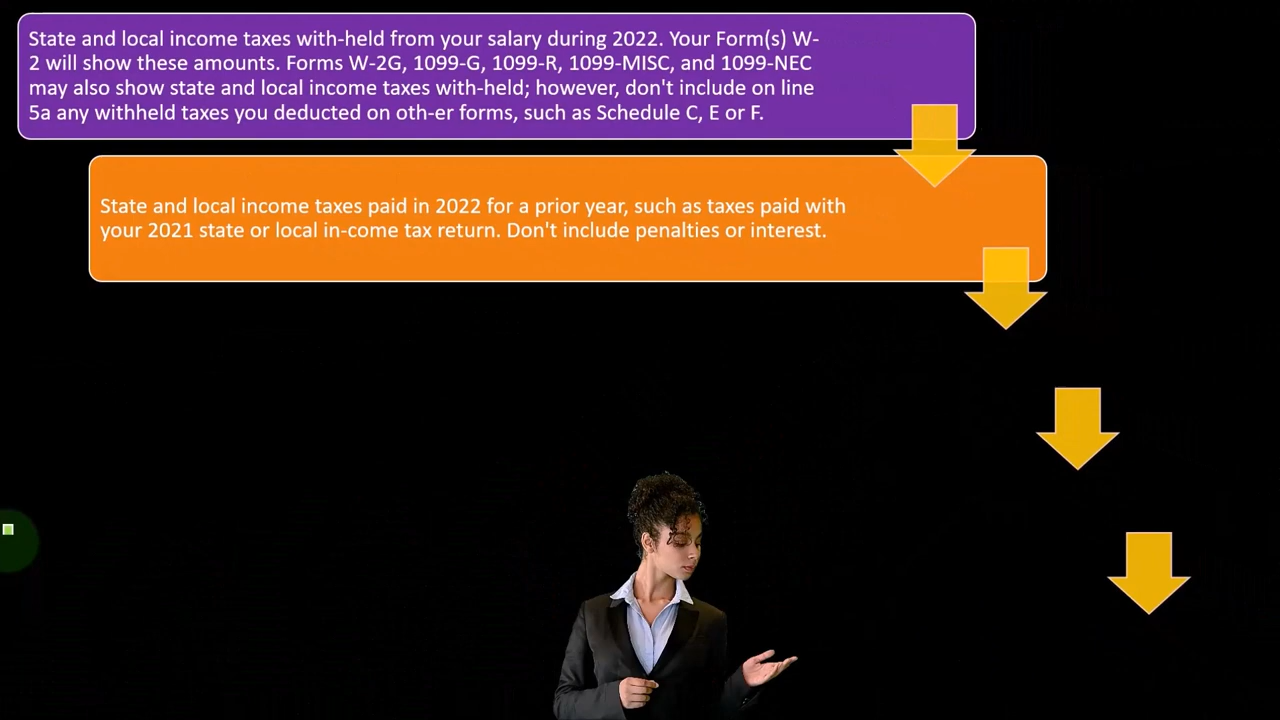 State and local income taxes with-held from your salary during 2022. Your Form(s) W-
2 will show these amounts. Forms W-2G, 1099-G, 1099-R, 1099-MISC, and 1099-NEC
may also show state and local income taxes with-held; however, don't include on line
5a any withheld taxes you deducted on oth-er forms, such as Schedule C, E or F.
State and local income taxes paid in 2022 for a prior year, such as taxes paid with
your 2021 state or local in-come tax return. Don't include penalties or interest.